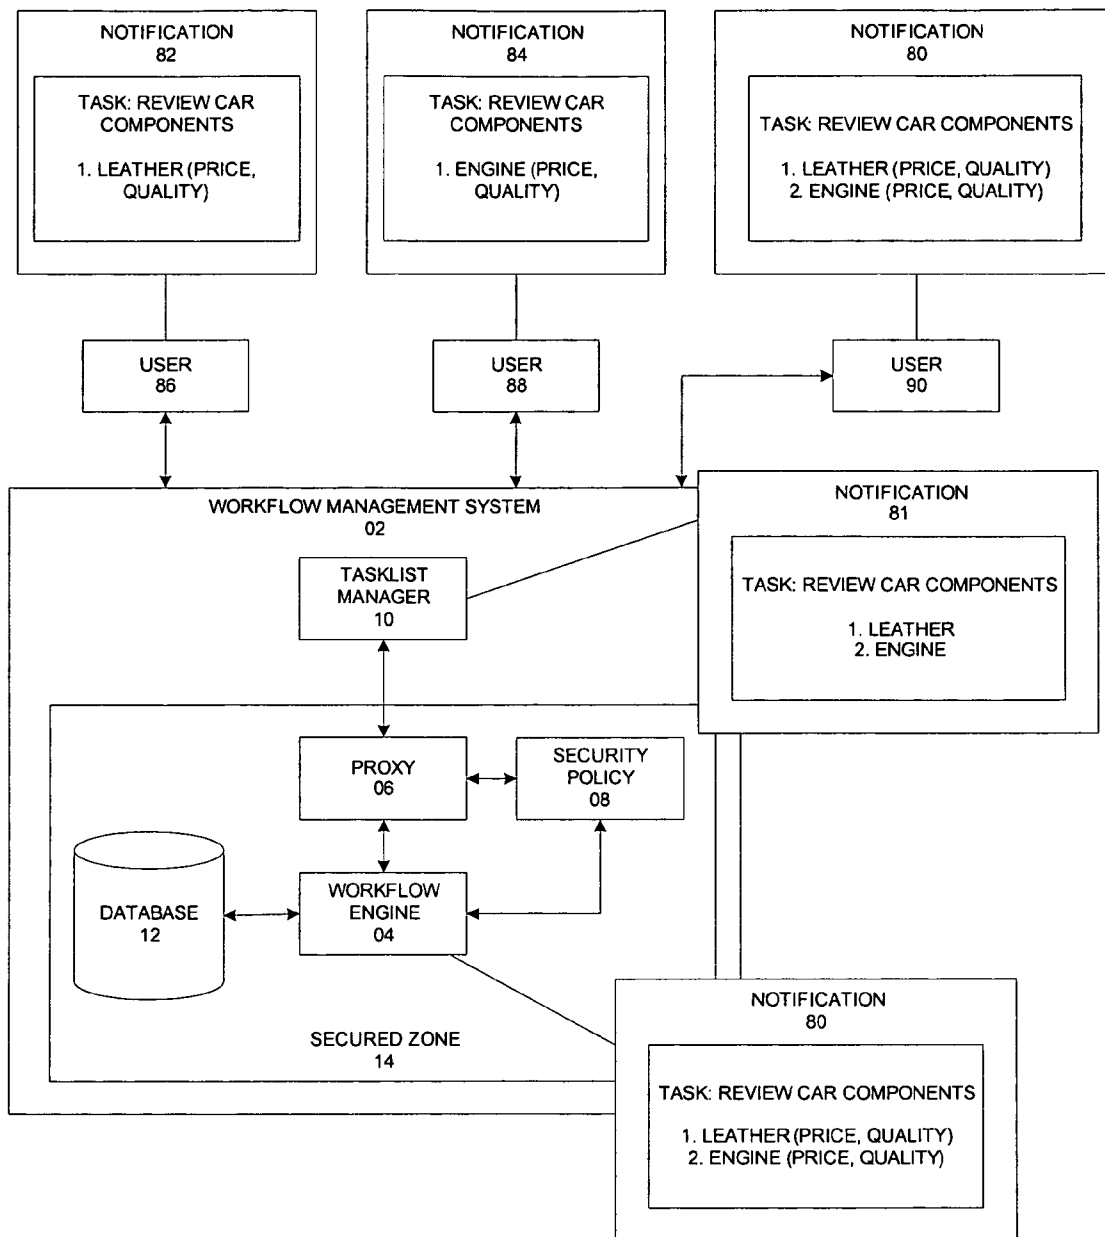 NOTIFICATION
82
TASK: REVIEW CAR
COMPONENTS
1. LEATHER (PRICE,
QUALITY)
NOTIFICATION
84
TASK: REVIEW CAR
COMPONENTS
1. ENGINE (PRICE,
QUALITY)
NOTIFICATION
80
TASK: REVIEW CAR COMPONENTS
1. LEATHER (PRICE, QUALITY)
2. ENGINE (PRICE, QUALITY)
USER
86
USER
88
USER
90
WORKFLOW MANAGEMENT SYSTEM
02
NOTIFICATION
81
TASK: REVIEW CAR COMPONENTS
1. LEATHER
2. ENGINE
TASKLIST
MANAGER
10
PROXY
06
SECURITY
POLICY
08
DATABASE
12
WORKFLOW
ENGINE
04
SECURED ZONE
14
NOTIFICATION
80
TASK: REVIEW CAR COMPONENTS
1. LEATHER (PRICE, QUALITY)
2. ENGINE (PRICE, QUALITY)